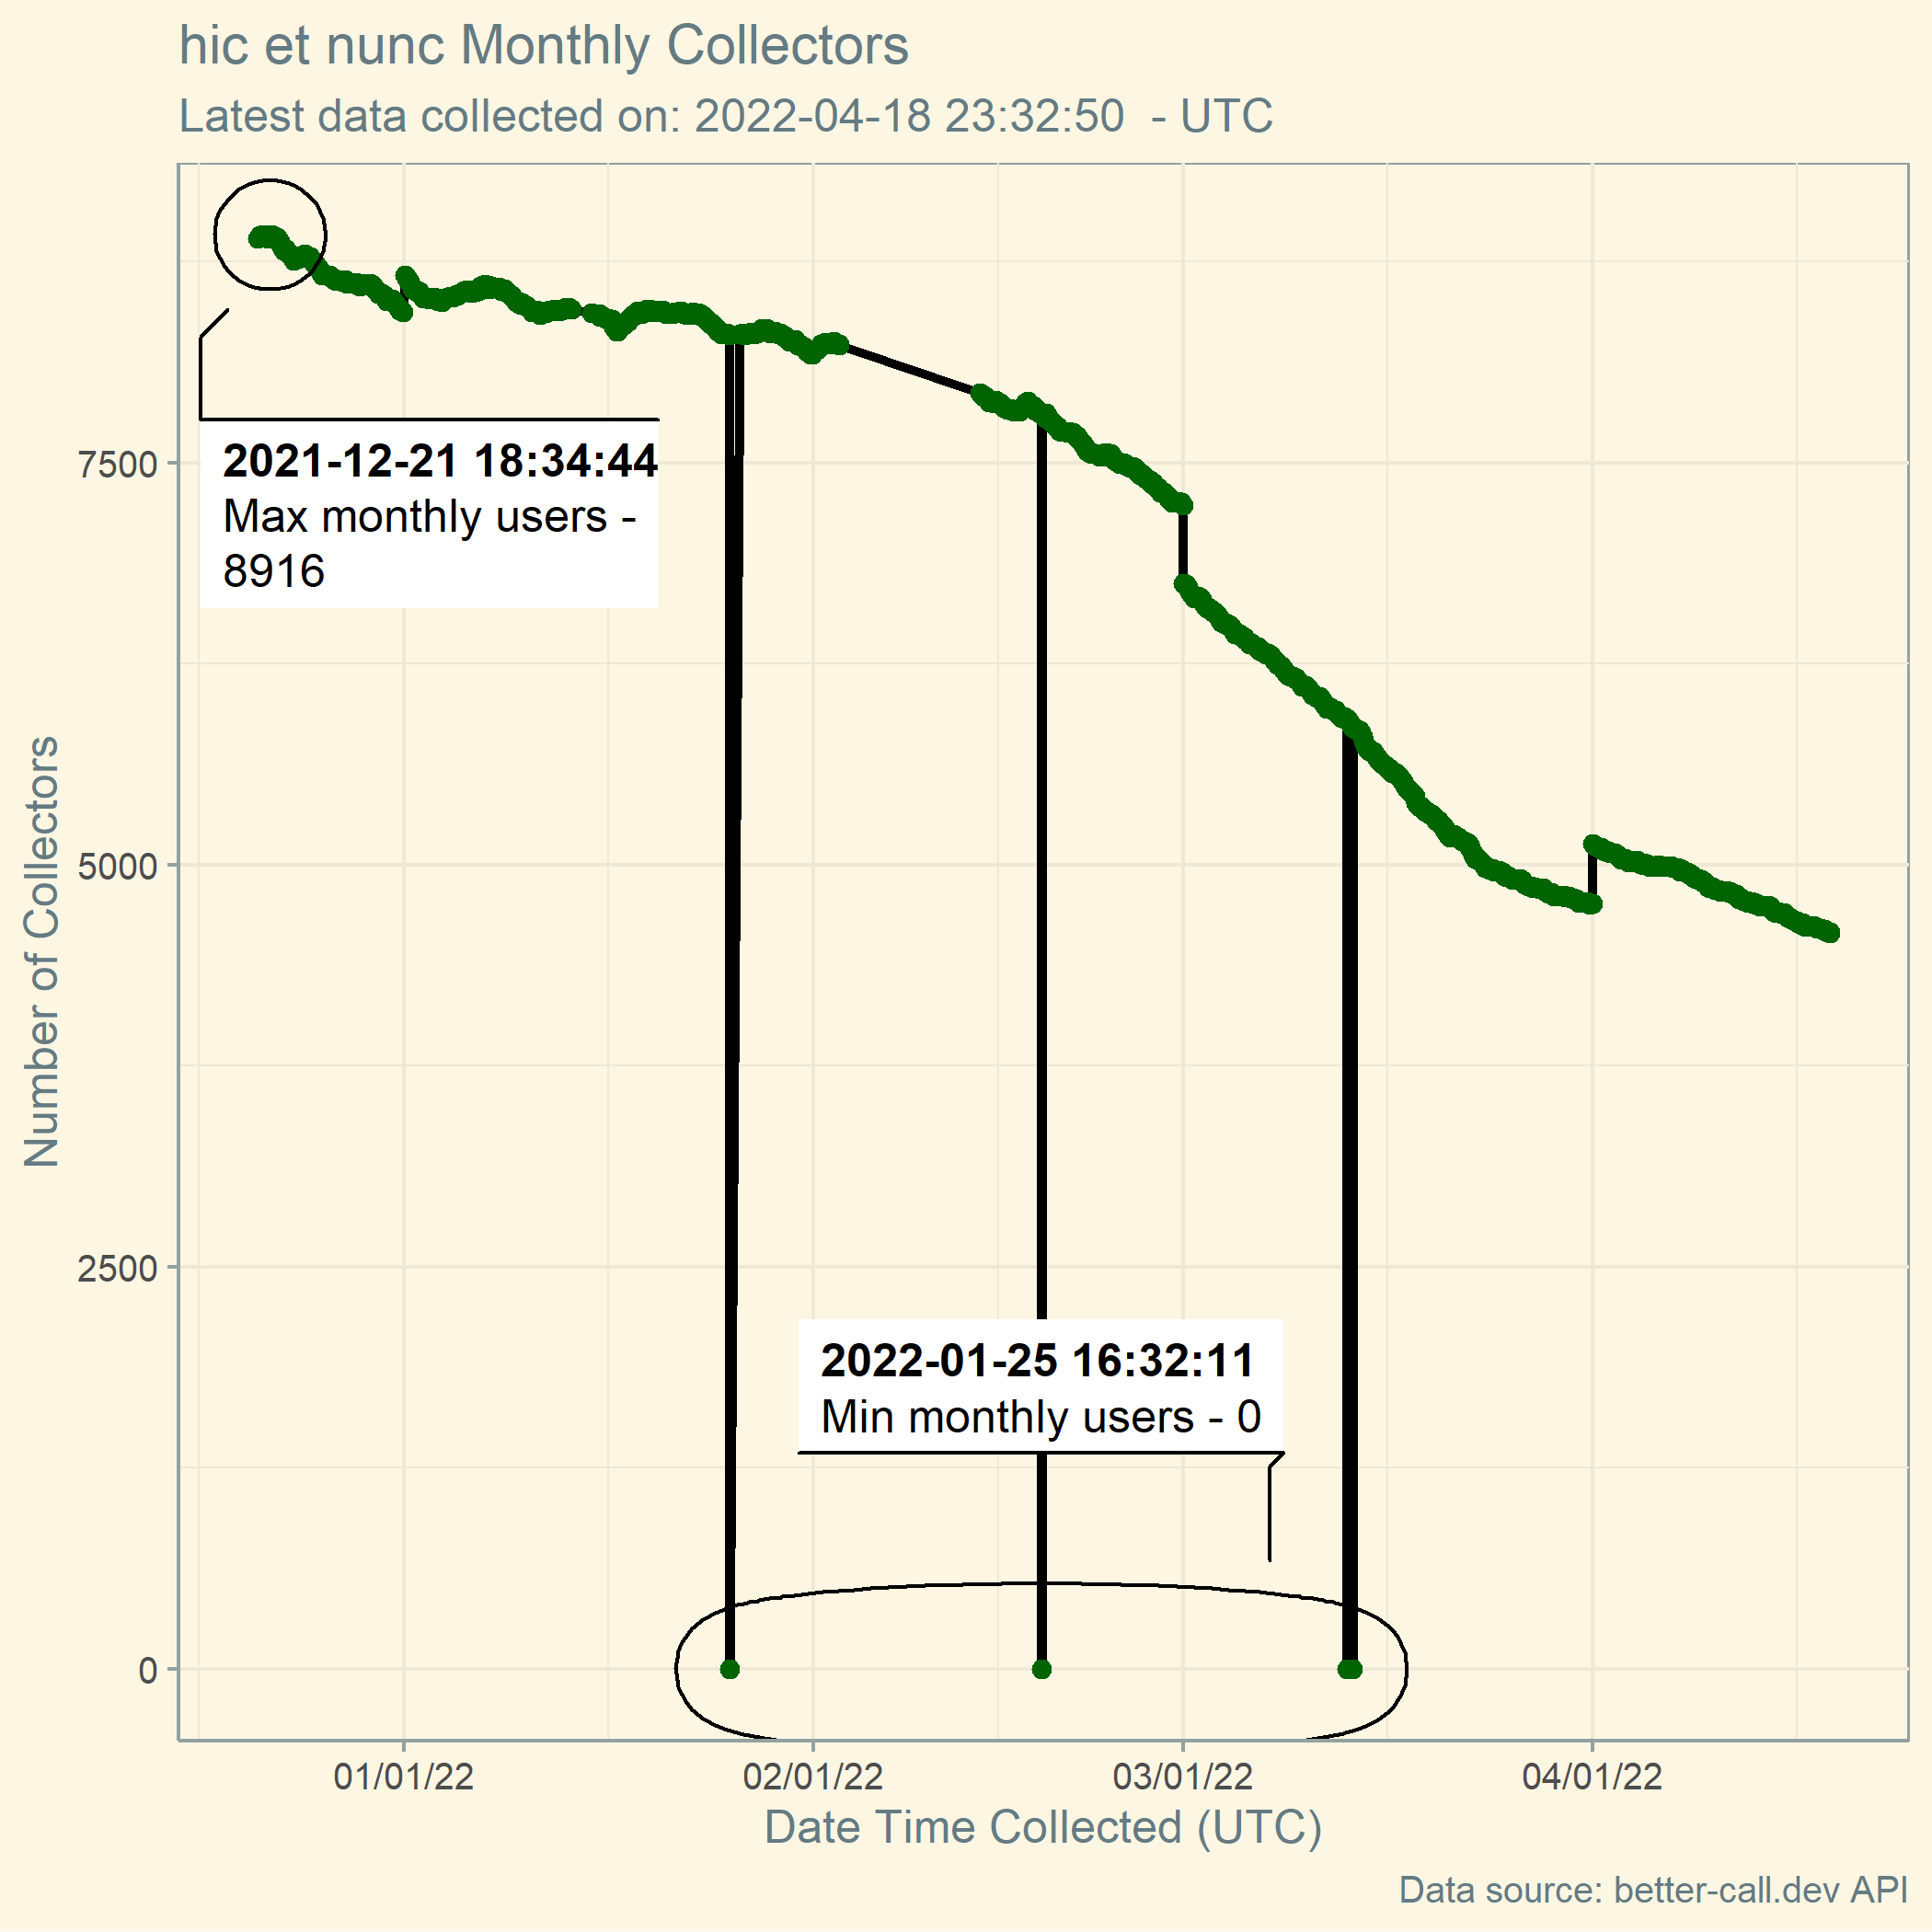 hic et nunc Monthly Collectors
Latest data collected on: 2022-04-18 23:32:50  - UTC
Number of Collectors
7500
5000
2500
0
2021-12-21 18:34:44
Max monthly users -
8916
2022-01-25 16:32:11
Min monthly users - 0
01/01/22
02/01/22
03/01/22
04/01/22
Date Time Collected (UTC)
Data source: better-call.dev API